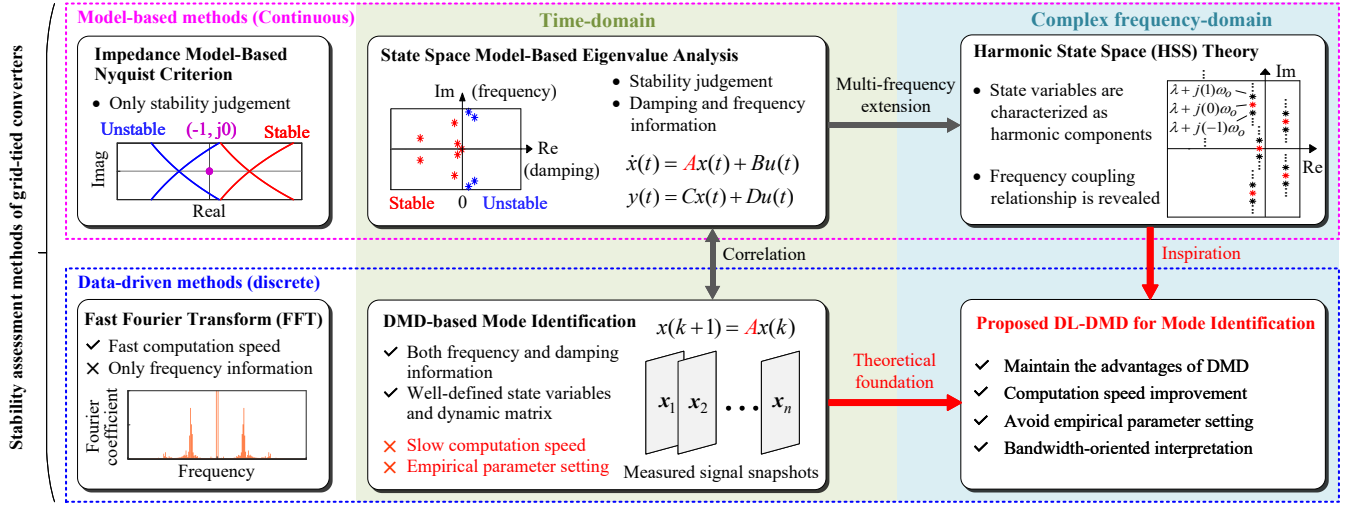 Stability assessment methods of grid-tied converters
Model-based methods (Continuous)
Time-domain
Complex frequency-domain
Impedance Model-Based
Nyquist Criterion
● Only stability judgement
Unstable (-1, j0) Stable
Imag
Real
State Space Model-Based Eigenvalue Analysis
Im (frequency)
Re
(damping)
Stable 0 Unstable
● Stability judgement
● Damping and frequency
information
ẋ(t) = Ax(t) + Bu(t)
y(t) = Cx(t) + Du(t)
Multi-frequency
extension
Harmonic State Space (HSS) Theory
● State variables are
characterized as
harmonic components
● Frequency coupling
relationship is revealed
Im
λ + j(1)ω₀
λ + j(0)ω₀
λ + j(−1)ω₀
Re
Correlation
Inspiration
Data-driven methods (discrete)
Fast Fourier Transform (FFT)
✓ Fast computation speed
✕ Only frequency information
Fourier
coefficient
Frequency
DMD-based Mode Identification
✓ Both frequency and damping
information
✓ Well-defined state variables
and dynamic matrix
✕ Slow computation speed
✕ Empirical parameter setting
x(k+1) = Ax(k)
x₁ x₂ ••• xₙ
Measured signal snapshots
Theoretical
foundation
Proposed DL-DMD for Mode Identification
✓ Maintain the advantages of DMD
✓ Computation speed improvement
✓ Avoid empirical parameter setting
✓ Bandwidth-oriented interpretation